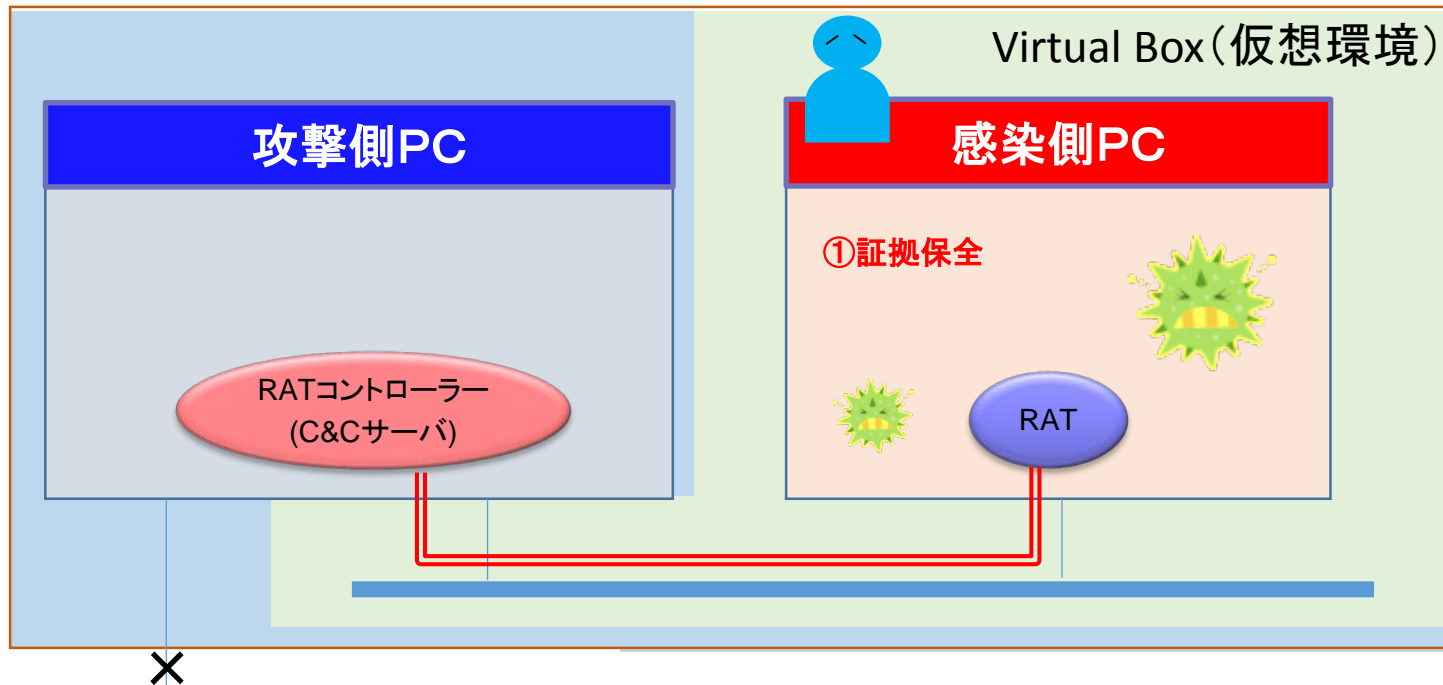 Virtual Box（仮想環境）
攻撃側PC
感染側PC
①証拠保全
RATコントローラー
(C&Cサーバ)
RAT
×